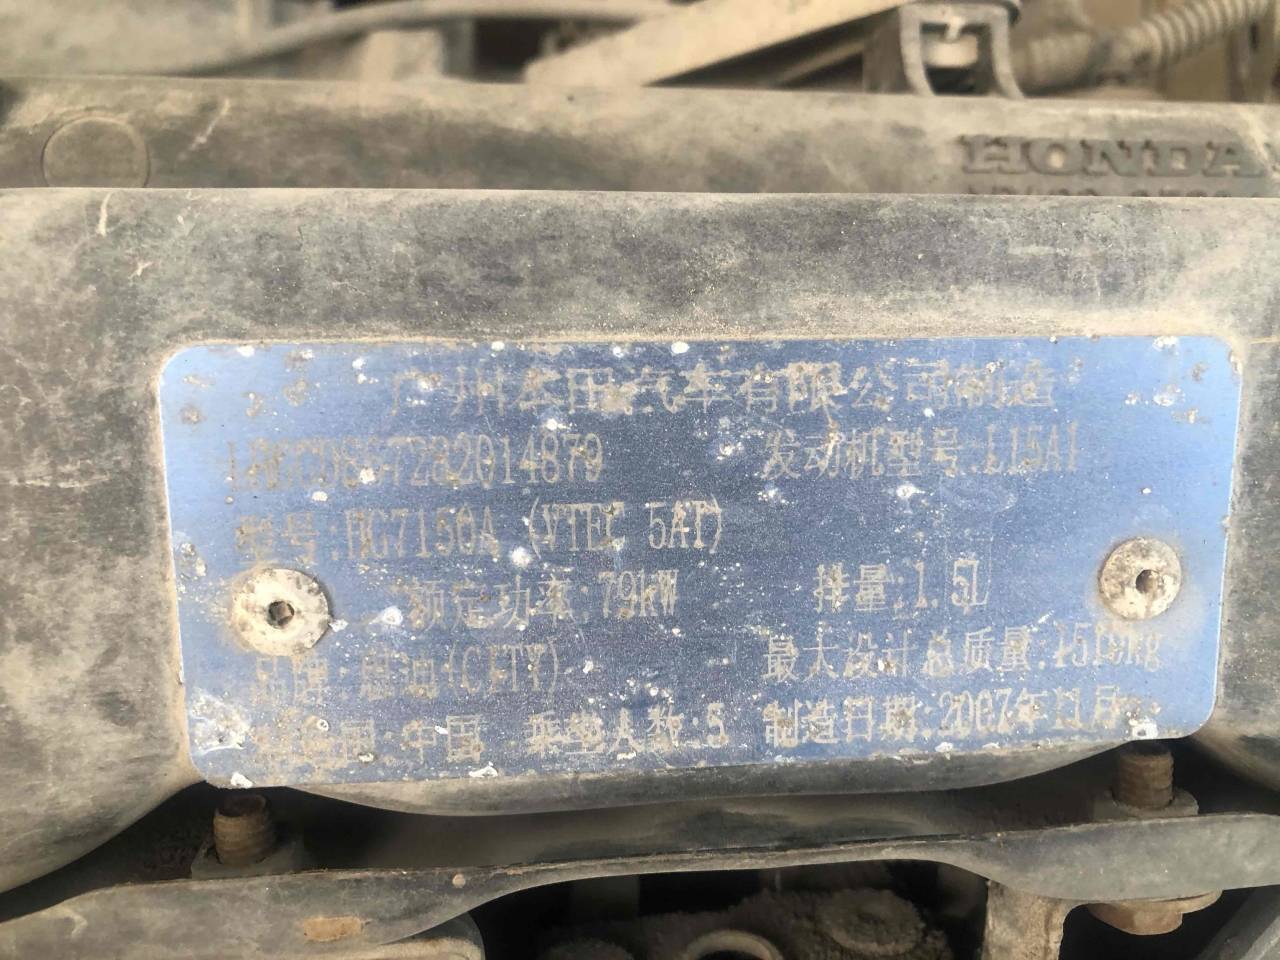 HONDA
广州本田汽车有限公司制造
2014879 发动机型号:L15A1
型号:HG7150A (VTEC 5AT)
额定功率:79kW 排量:1.5L
品牌:思迪(CITY) 最大设计总质量:
制造国:中国 乘坐人数:5 制造日期:2007年11月